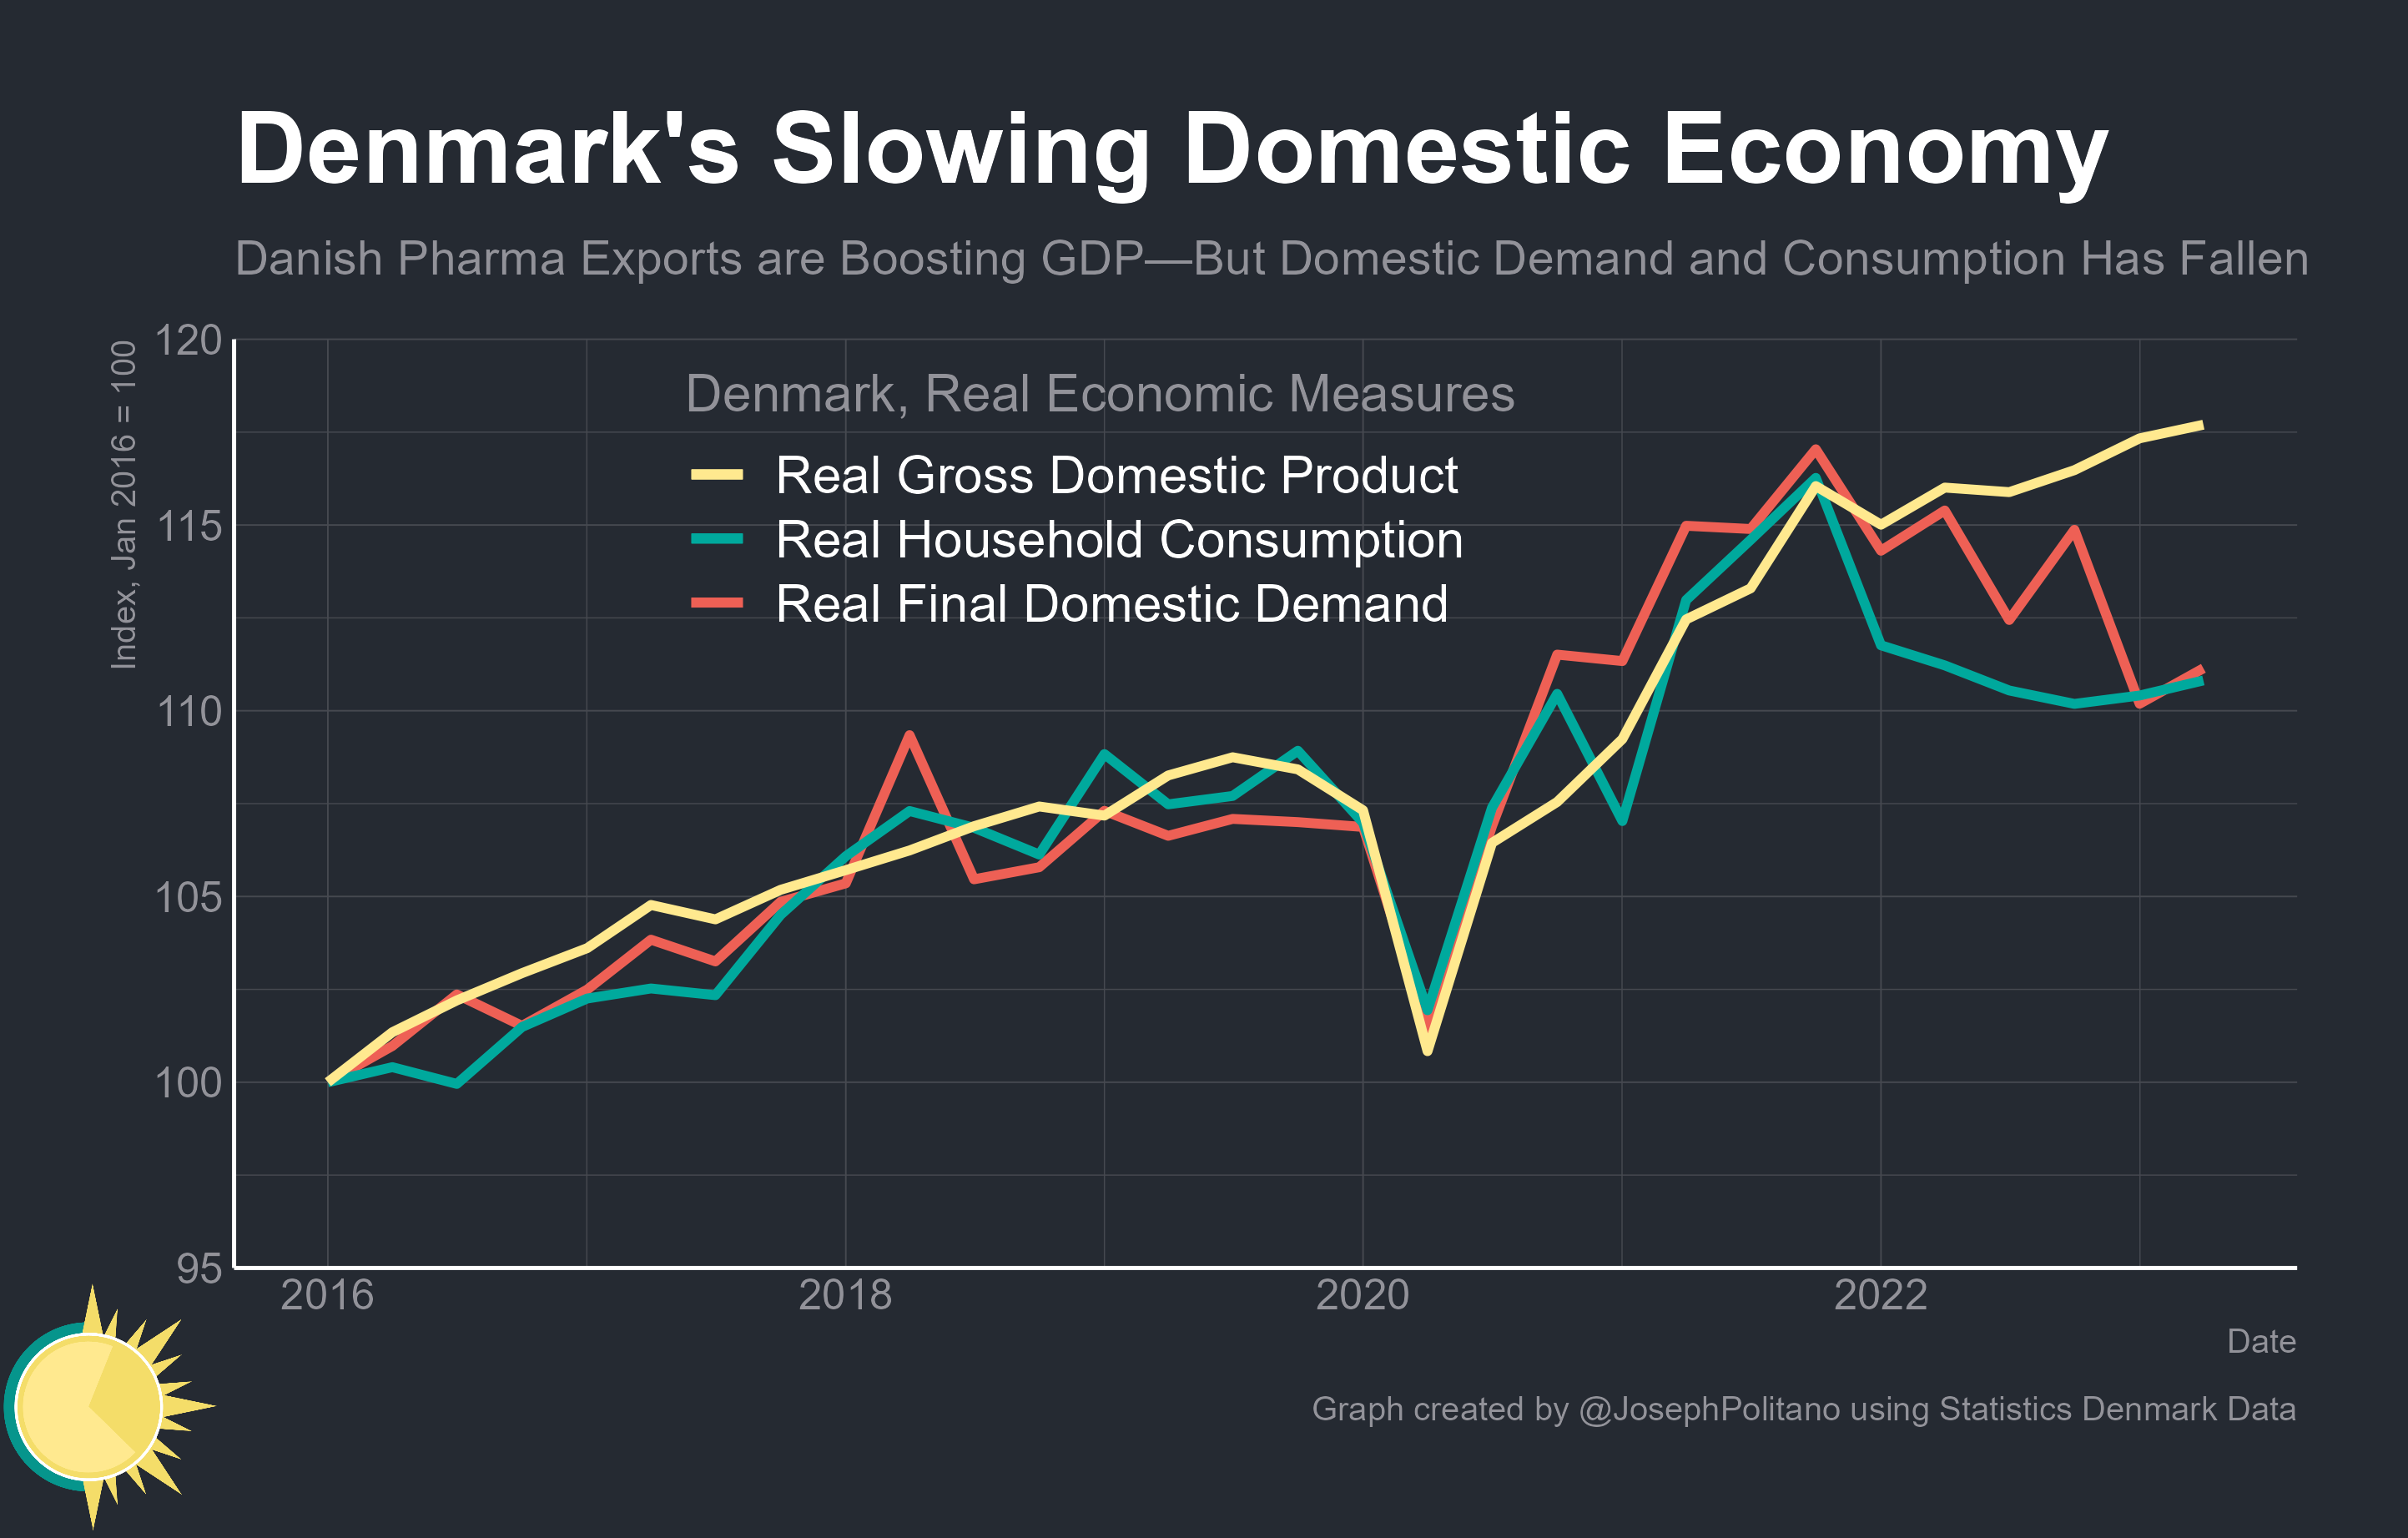 Denmark's Slowing Domestic Economy
Danish Pharma Exports are Boosting GDP—But Domestic Demand and Consumption Has Fallen
Index, Jan 2016 = 100
120
115
110
105
100
95
Denmark, Real Economic Measures
Real Gross Domestic Product
Real Household Consumption
Real Final Domestic Demand
2016
2018
2020
2022
Date
Graph created by @JosephPolitano using Statistics Denmark Data